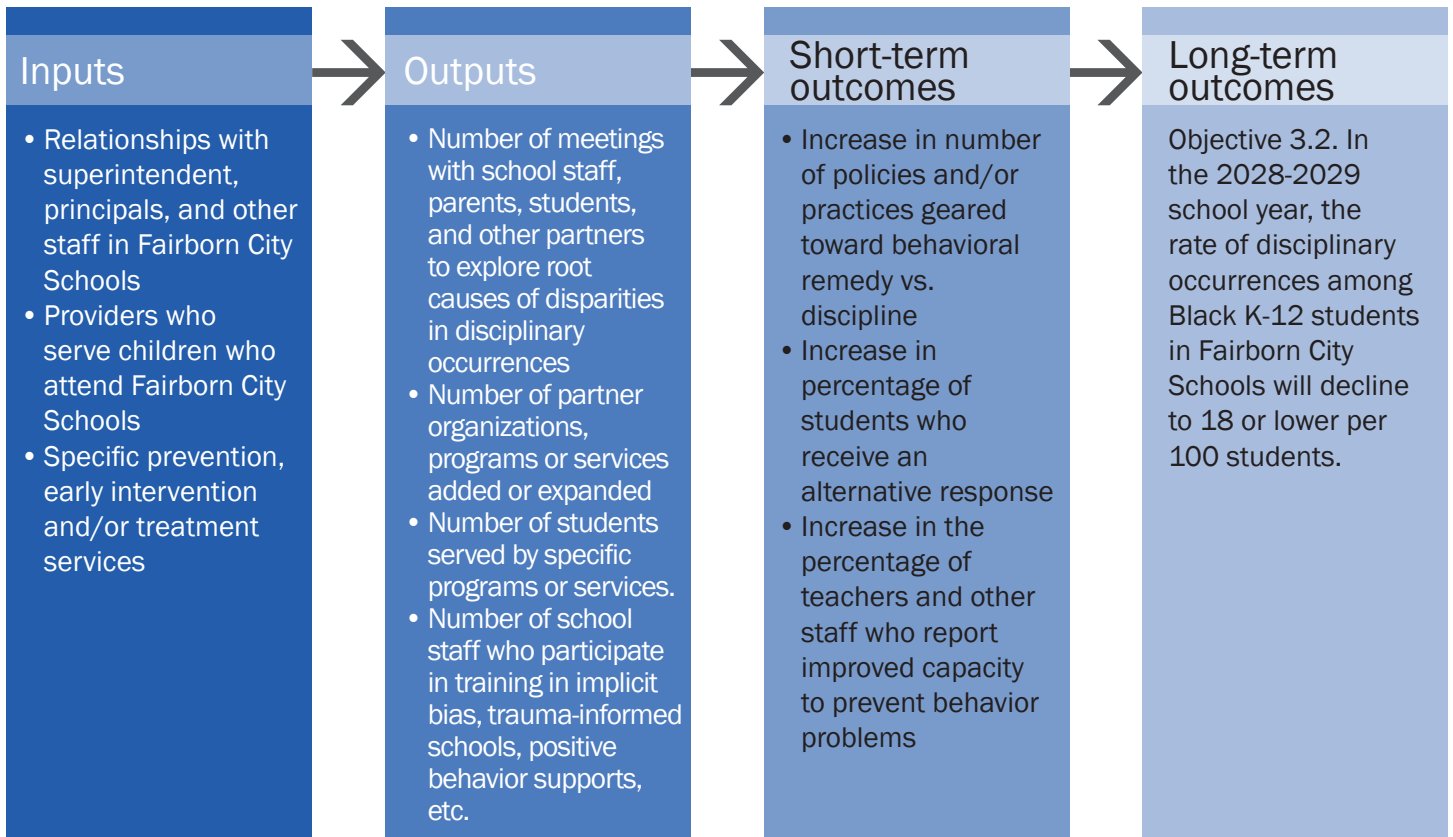 Inputs
• Relationships with
superintendent,
principals, and other
staff in Fairborn City
Schools
• Providers who
serve children who
attend Fairborn City
Schools
• Specific prevention,
early intervention
and/or treatment
services
Outputs
• Number of meetings
with school staff,
parents, students,
and other partners
to explore root
causes of disparities
in disciplinary
occurrences
• Number of partner
organizations,
programs or services
added or expanded
• Number of students
served by specific
programs or services.
• Number of school
staff who participate
in training in implicit
bias, trauma-informed
schools, positive
behavior supports,
etc.
Short-term
outcomes
• Increase in number
of policies and/or
practices geared
toward behavioral
remedy vs.
discipline
• Increase in
percentage of
students who
receive an
alternative response
• Increase in the
percentage of
teachers and other
staff who report
improved capacity
to prevent behavior
problems
Long-term
outcomes
Objective 3.2. In
the 2028-2029
school year, the
rate of disciplinary
occurrences among
Black K-12 students
in Fairborn City
Schools will decline
to 18 or lower per
100 students.